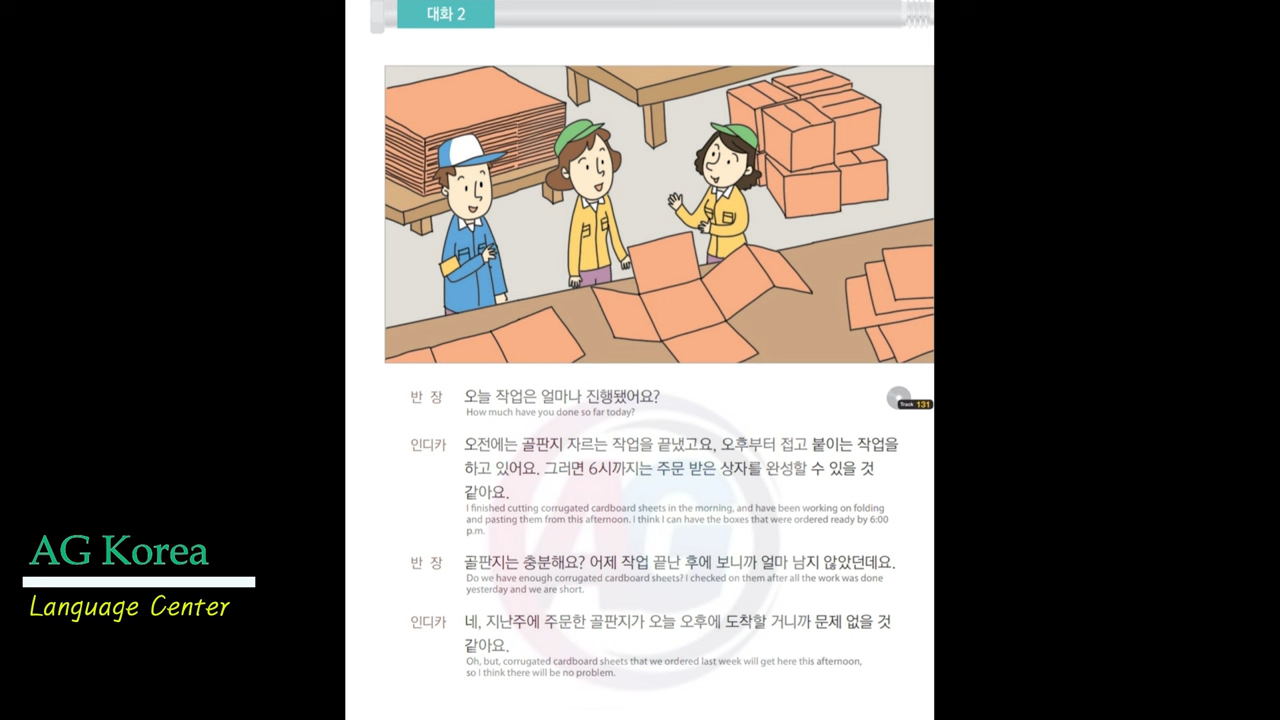 대화 2
반 장 오늘 작업은 얼마나 진행됐어요?
How much have you done so far today?
Track 131
인디카 오전에는 골판지 자르는 작업을 끝냈고요, 오후부터 접고 붙이는 작업을
하고 있어요. 그러면 6시까지는 주문 받은 상자를 완성할 수 있을 것
같아요.
I finished cutting corrugated cardboard sheets in the morning, and have been working on folding
and pasting them from this afternoon. I think I can have the boxes that were ordered ready by 6:00
p.m.
반 장 골판지는 충분해요? 어제 작업 끝난 후에 보니까 얼마 남지 않았던데요.
Do we have enough corrugated cardboard sheets? I checked on them after all the work was done
yesterday and we are short.
인디카 네, 지난주에 주문한 골판지가 오늘 오후에 도착할 거니까 문제 없을 것
같아요.
Oh, but, corrugated cardboard sheets that we ordered last week will get here this afternoon,
so I think there will be no problem.
AG Korea
Language Center
AG